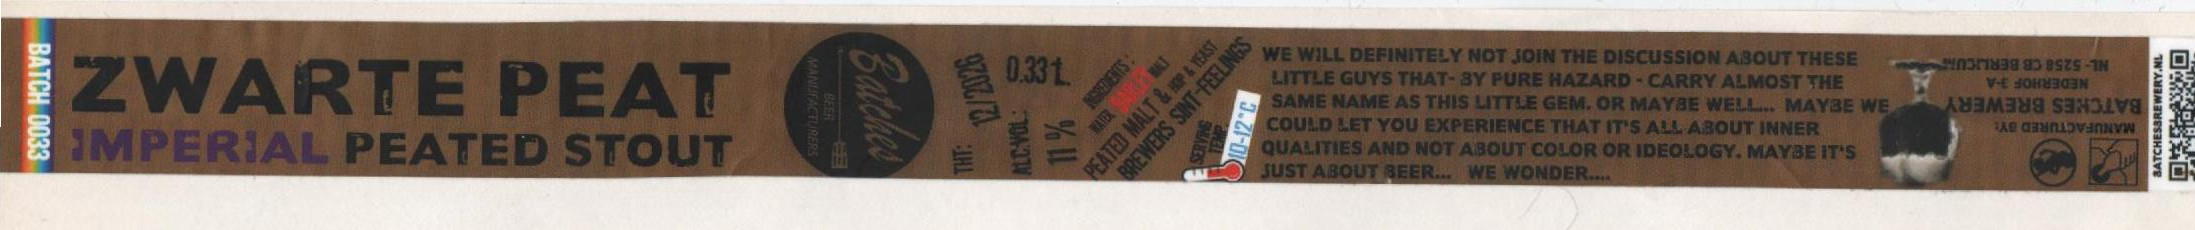 BATCH 0033
ZWARTE PEAT
IMPERIAL PEATED STOUT
Batches
BEER
MANUFACTURERS
THT: 12/2026
ALC-VOL: 0.33 L
11 %
INGREDIENTS:
WATER, BARLEY MALT
PEATED MALT & HOP & YEAST
BREWERS SINT-FEELINGS
SERVING
TEMP
10-12°C
WE WILL DEFINITELY NOT JOIN THE DISCUSSION ABOUT THESE
LITTLE GUYS THAT- BY PURE HAZARD - CARRY ALMOST THE
SAME NAME AS THIS LITTLE GEM. OR MAYBE WELL... MAYBE WE
COULD LET YOU EXPERIENCE THAT IT'S ALL ABOUT INNER
QUALITIES AND NOT ABOUT COLOR OR IDEOLOGY. MAYBE IT'S
JUST ABOUT BEER... WE WONDER....
MANUFACTURED BY:
BATCHES BREWERY
NEDERHOF 3-A
NL- 5258 CB BERLICUM
BATCHESBREWERY.NL